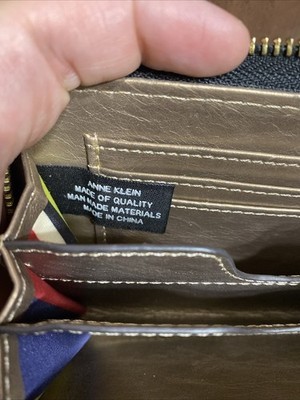 ANNE KLEIN
MADE OF QUALITY
MAN MADE MATERIALS
MADE IN CHINA